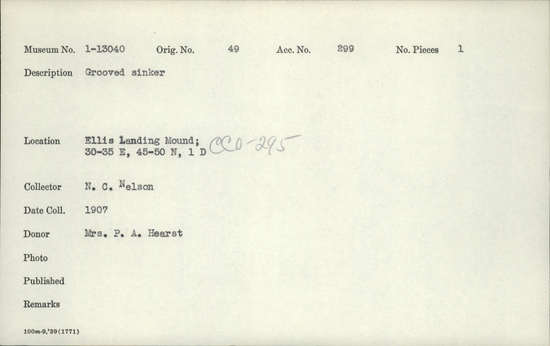 Museum No. 1-13040 Orig. No. 49 Acc. No. 299 No. Pieces 1
Description Grooved sinker
Location Ellis Landing Mound; CCo-295
30-35 E, 45-50 N, 1 D
Collector N. C. Nelson
Date Coll. 1907
Donor Mrs. P. A. Hearst
Photo
Published
Remarks
100m-9,'39(1771)